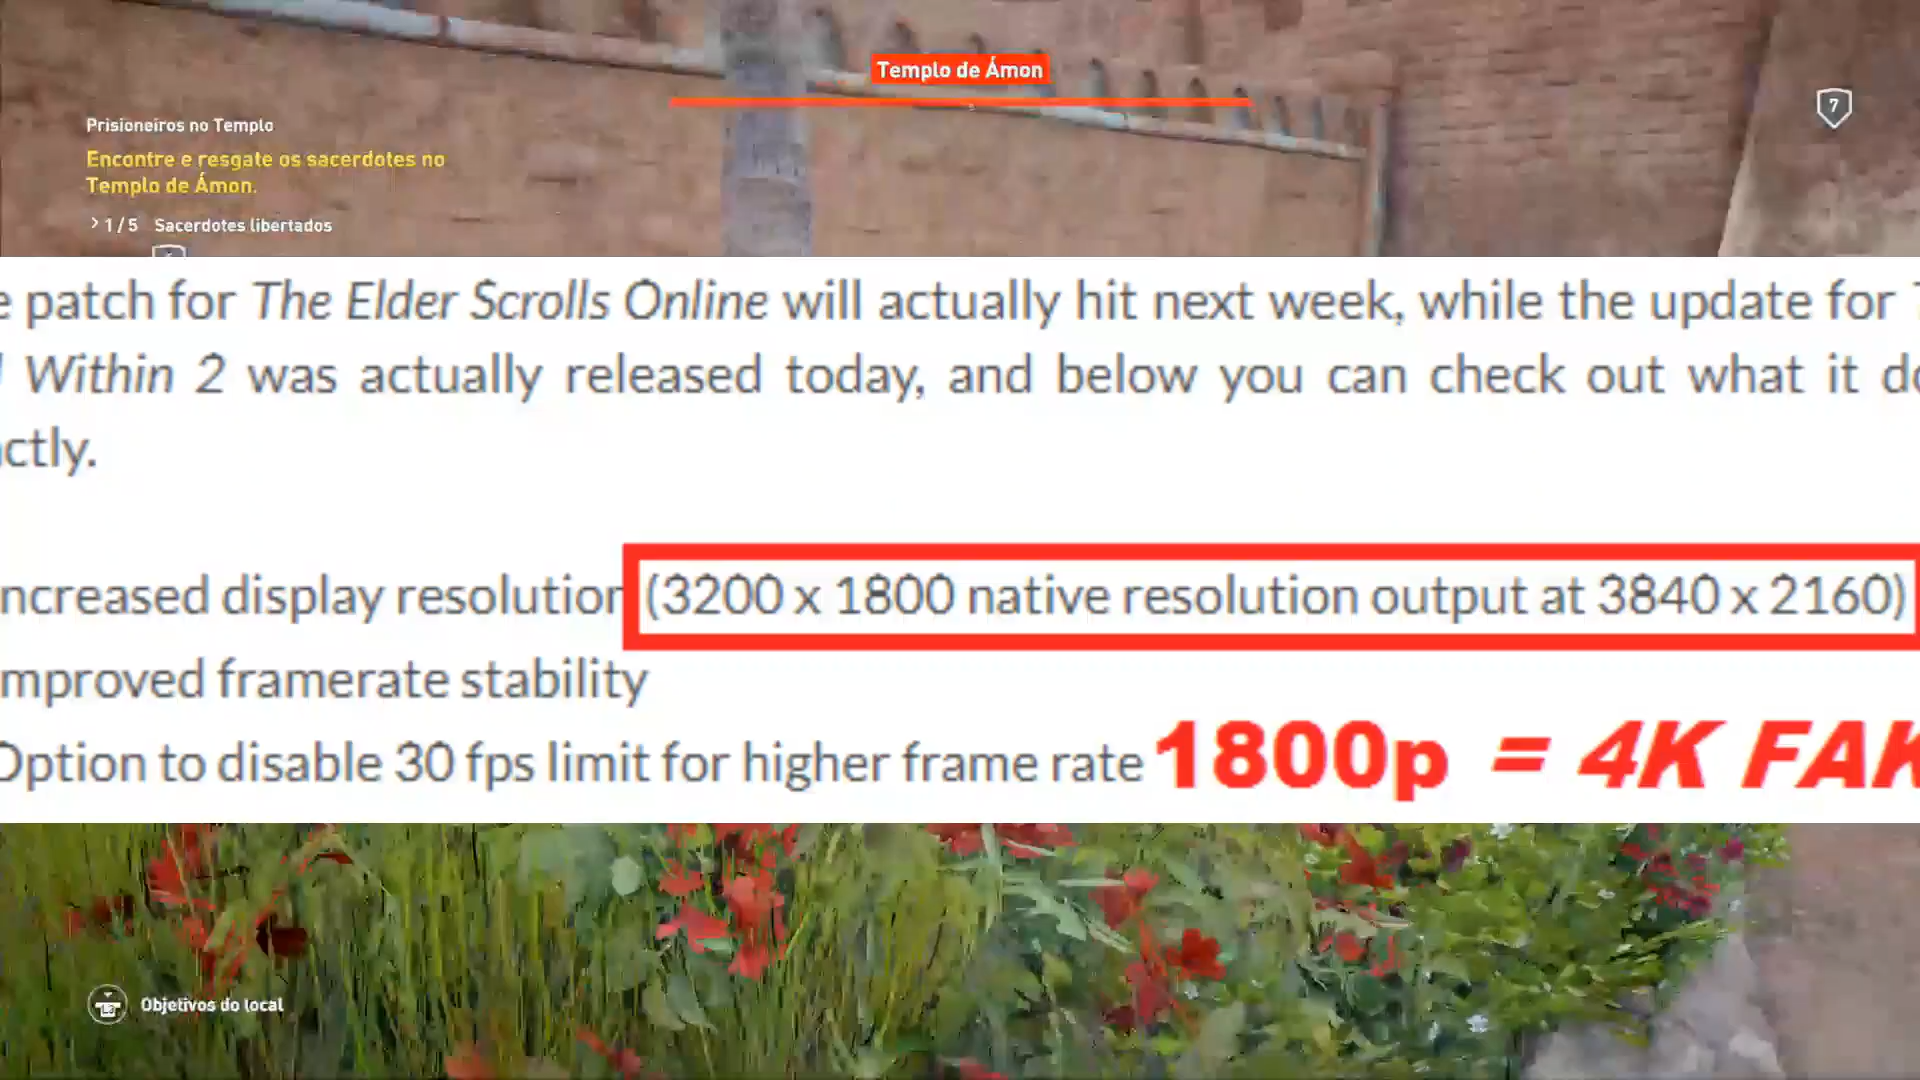 Templo de Ámon
7
Prisioneiros no Templo
Encontre e resgate os sacerdotes no
Templo de Ámon.
> 1 / 5 Sacerdotes libertados
e patch for The Elder Scrolls Online will actually hit next week, while the update for
Within 2 was actually released today, and below you can check out what it do
ctly.
ncreased display resolution (3200 x 1800 native resolution output at 3840 x 2160)
mproved framerate stability
Option to disable 30 fps limit for higher frame rate 1800p = 4K FAK
Objetivos do local